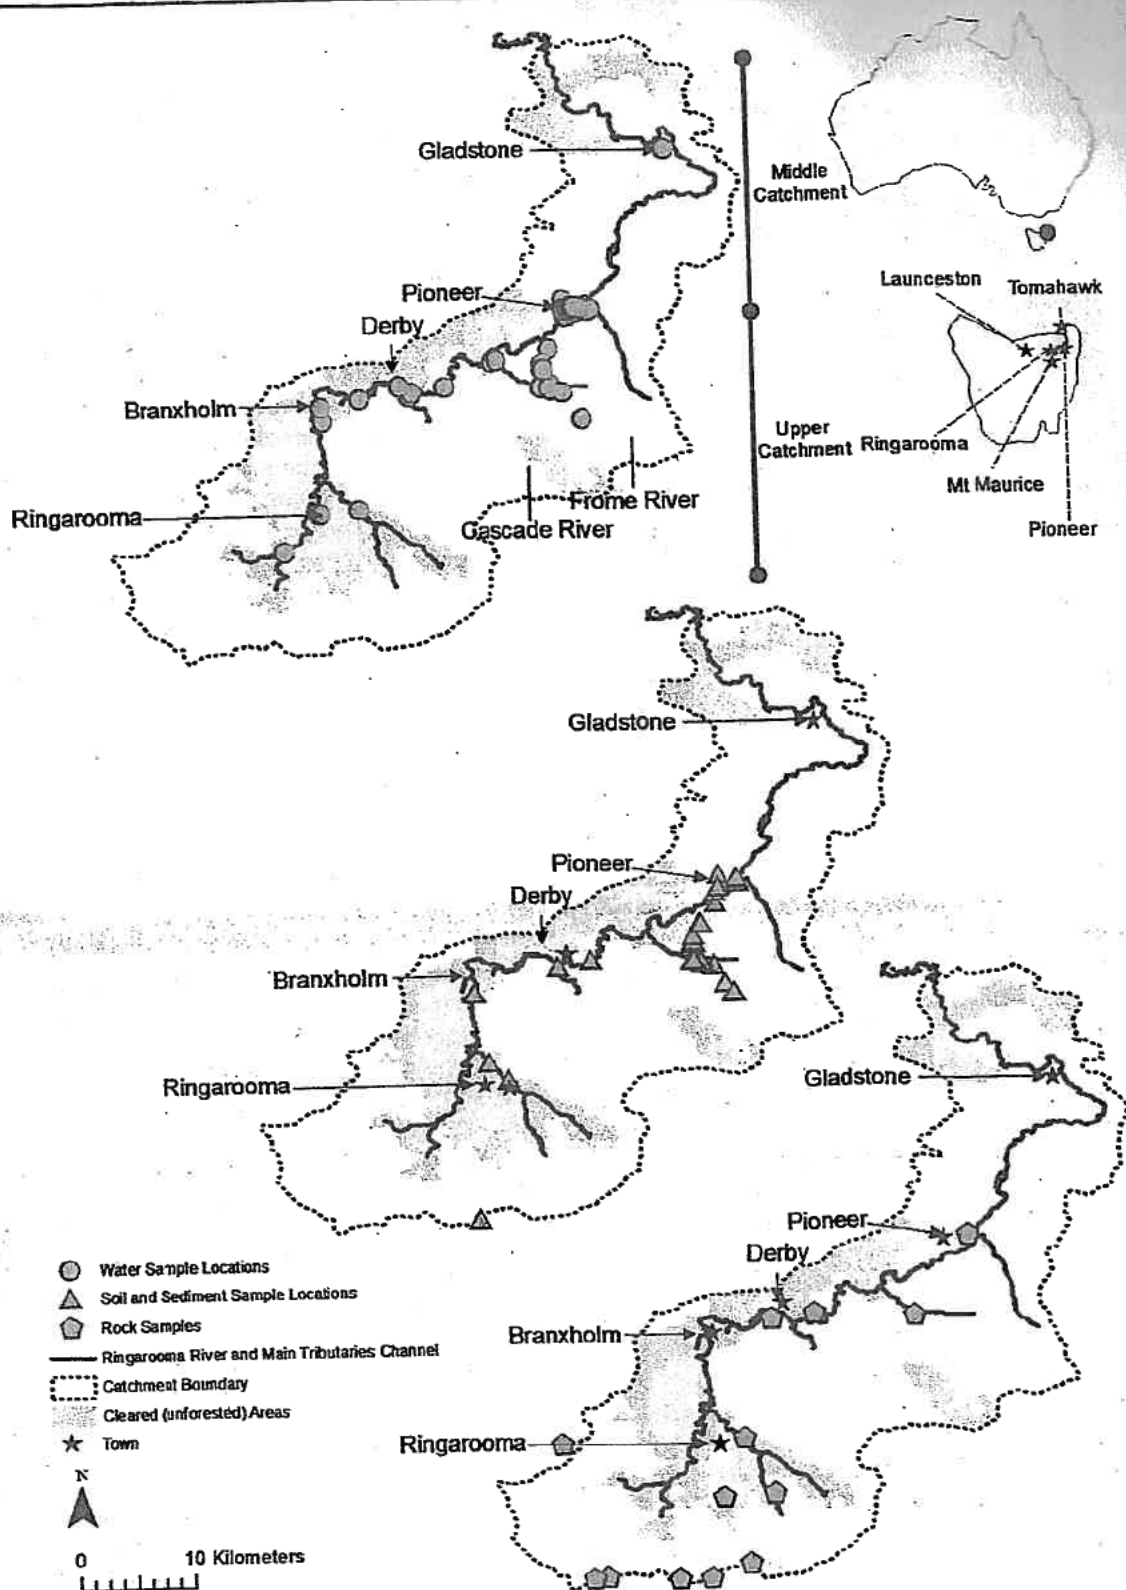 Gladstone
Middle
Catchment
Launceston
Tomahawk
Pioneer
Derby
Branxholm
Upper
Catchment
Ringarooma
Mt Maurice
Pioneer
Frome River
Cascade River
Ringarooma
Gladstone
Pioneer
Derby
Branxholm
Ringarooma
Gladstone
Pioneer
Derby
Branxholm
Ringarooma
Water Sample Locations
Soil and Sediment Sample Locations
Rock Samples
Ringarooma River and Main Tributaries Channel
Catchment Boundary
Cleared (unforested) Areas
Town
N
0 10 Kilometers